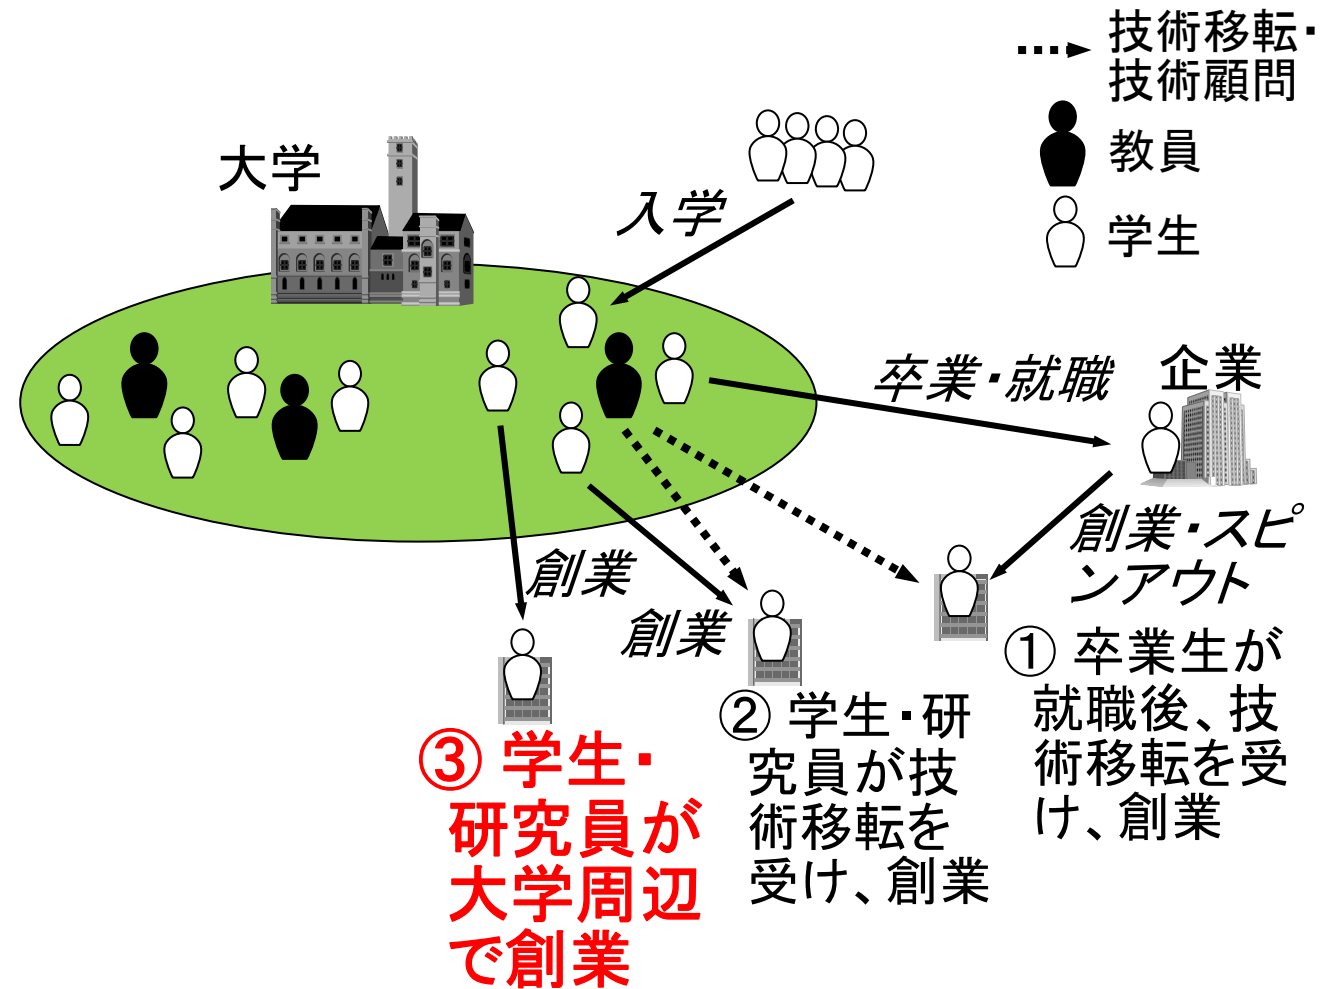 技術移転・
技術顧問
教員
学生
大学
入学
卒業・就職
企業
創業・スピ
ンアウト
創業
創業
① 卒業生が
就職後、技
術移転を受
け、創業
② 学生・研
究員が技
術移転を
受け、創業
③ 学生・
研究員が
大学周辺
で創業